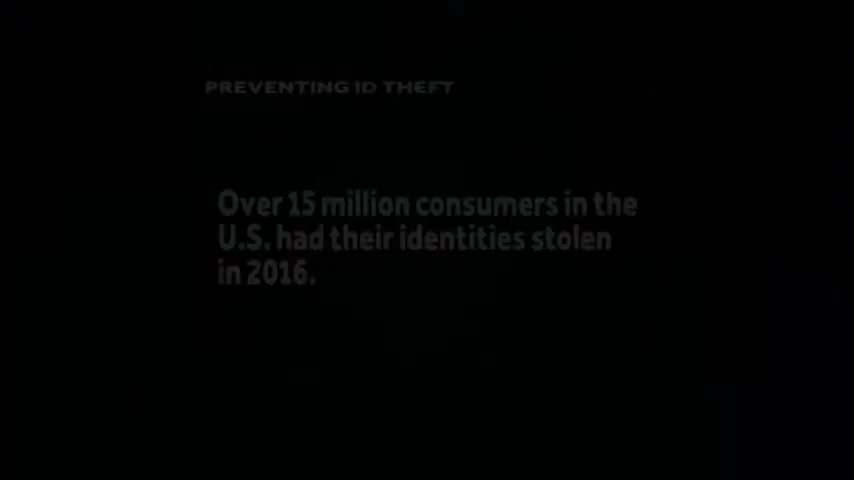 PREVENTING ID THEFT
Over 15 million consumers in the
U.S. had their identities stolen
in 2016.